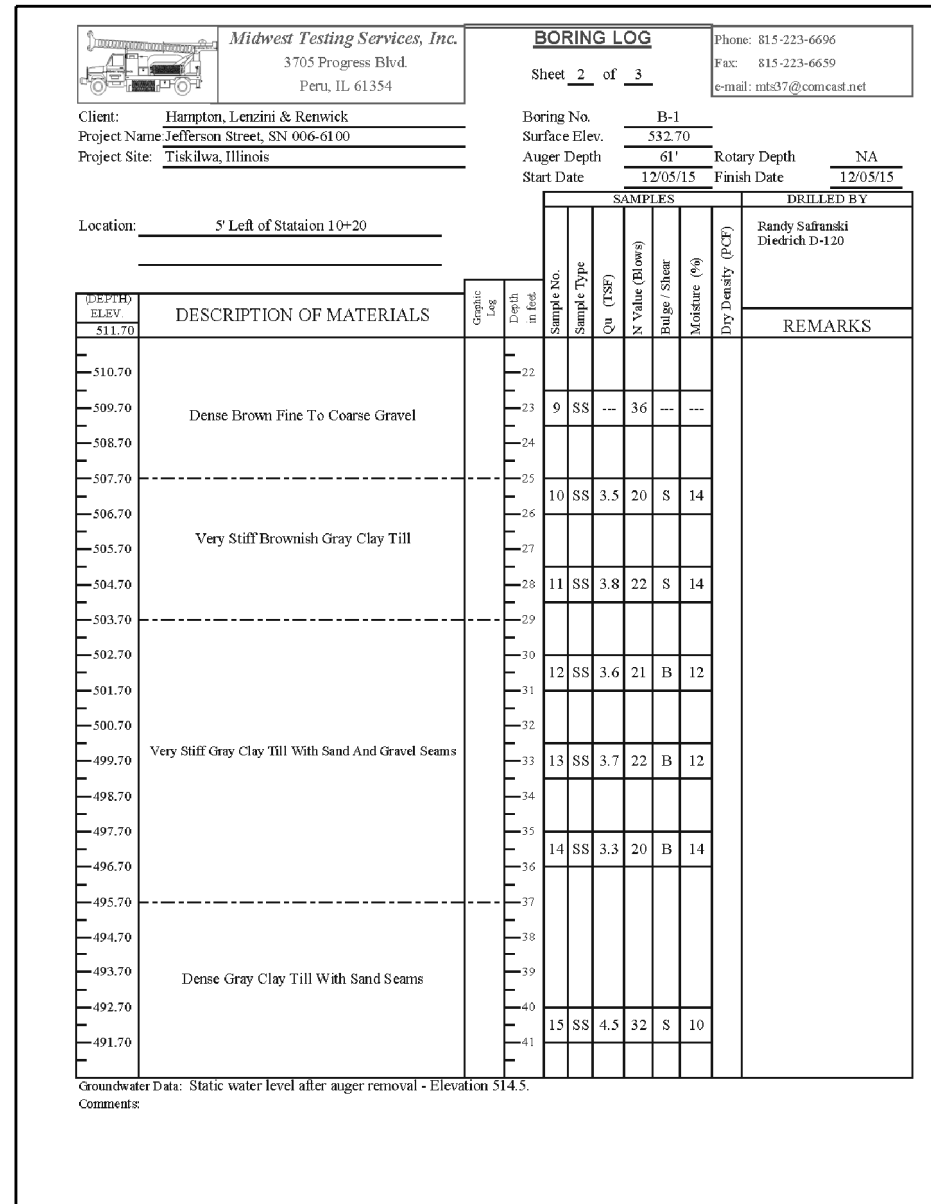 Midwest Testing Services, Inc.
3705 Progress Blvd.
Peru, IL 61354
BORING LOG
Sheet 2 of 3
Phone: 815-223-6696
Fax: 815-223-6659
e-mail: mts37@comcast.net
Client: Hampton, Lenzini & Renwick
Project Name: Jefferson Street, SN 006-6100
Project Site: Tiskilwa, Illinois
Boring No. B-1
Surface Elev. 532.70
Auger Depth 61' Rotary Depth NA
Start Date 12/05/15 Finish Date 12/05/15
Location: 5' Left of Stataion 10+20
SAMPLES
DRILLED BY
Randy Safranski
Diedrich D-120
(DEPTH)
ELEV.
511.70
DESCRIPTION OF MATERIALS
Graphic Log
Depth in feet
Sample No.
Sample Type
Qu (TSF)
N Value (Blows)
Bulge / Shear
Moisture (%)
Dry Density (PCF)
REMARKS
510.70 22
509.70 Dense Brown Fine To Coarse Gravel 23 9 SS --- 36 --- ---
508.70 24
507.70 25
10 SS 3.5 20 S 14
506.70 26
Very Stiff Brownish Gray Clay Till
505.70 27
504.70 28 11 SS 3.8 22 S 14
503.70 29
502.70 30
12 SS 3.6 21 B 12
501.70 31
500.70 32
Very Stiff Gray Clay Till With Sand And Gravel Seams
499.70 33 13 SS 3.7 22 B 12
498.70 34
497.70 35
14 SS 3.3 20 B 14
496.70 36
495.70 37
494.70 38
493.70 39
Dense Gray Clay Till With Sand Seams
492.70 40
15 SS 4.5 32 S 10
491.70 41
Groundwater Data: Static water level after auger removal - Elevation 514.5.
Comments: